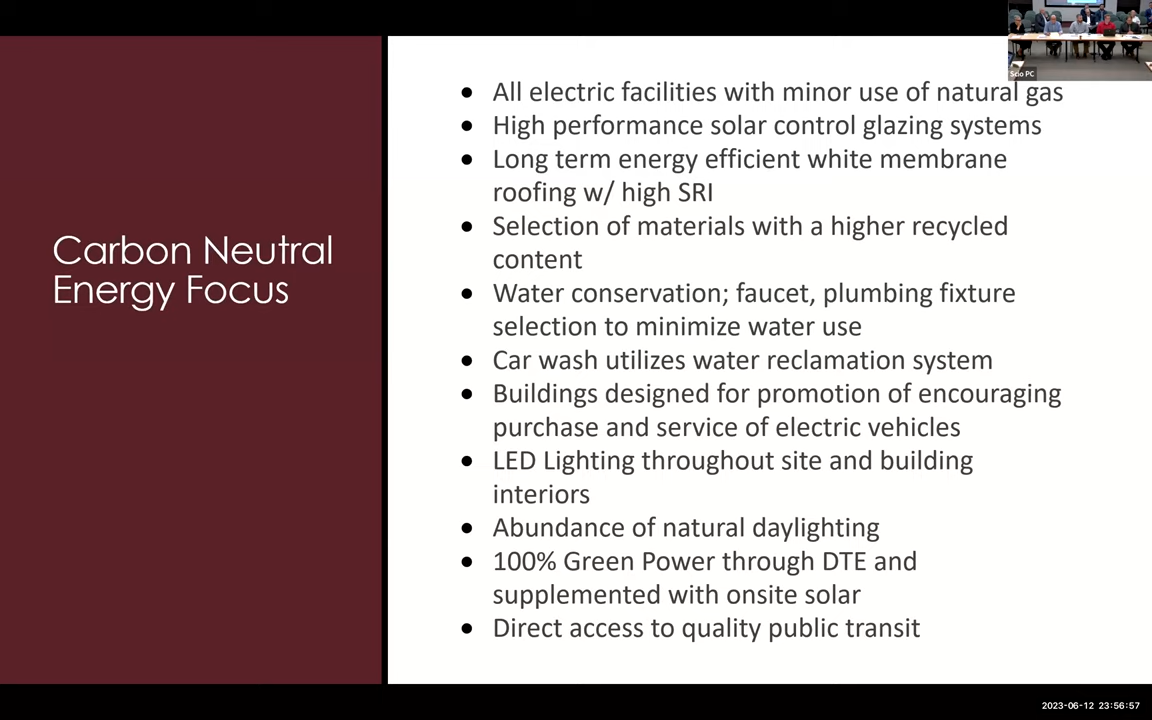 Scio PC
Carbon Neutral
Energy Focus
● All electric facilities with minor use of natural gas
● High performance solar control glazing systems
● Long term energy efficient white membrane
roofing w/ high SRI
● Selection of materials with a higher recycled
content
● Water conservation; faucet, plumbing fixture
selection to minimize water use
● Car wash utilizes water reclamation system
● Buildings designed for promotion of encouraging
purchase and service of electric vehicles
● LED Lighting throughout site and building
interiors
● Abundance of natural daylighting
● 100% Green Power through DTE and
supplemented with onsite solar
● Direct access to quality public transit
2023-06-12 23:56:57